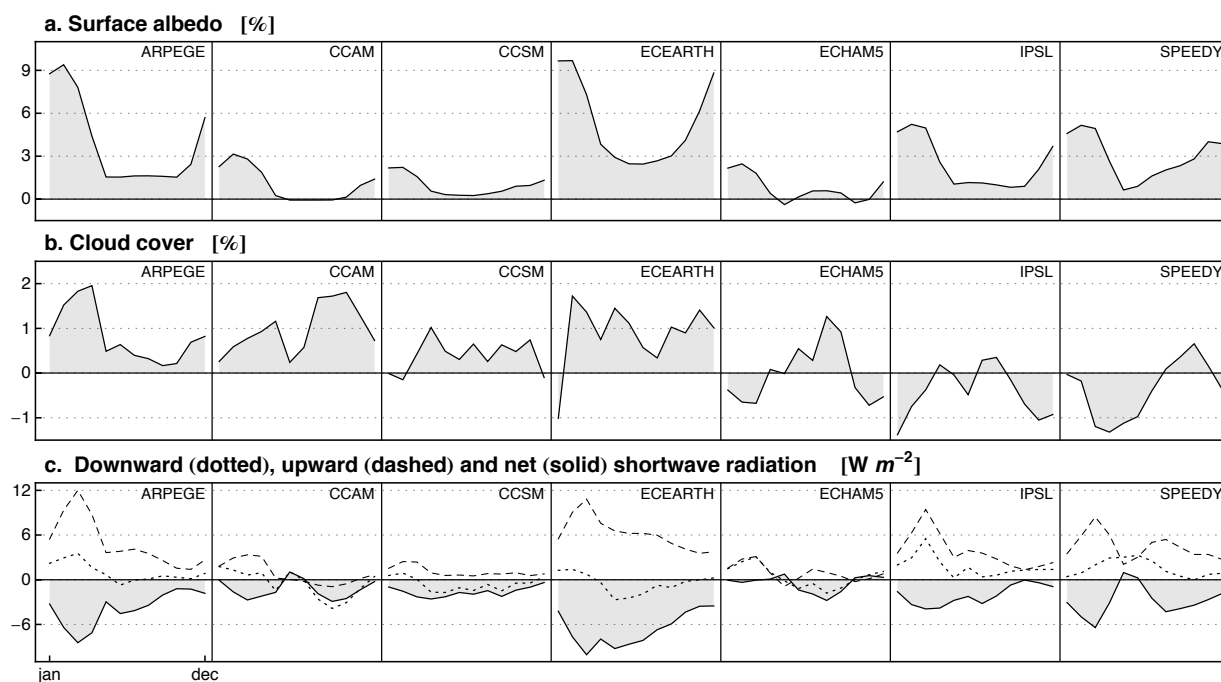 a. Surface albedo [%]
ARPEGE CCAM CCSM ECEARTH ECHAM5 IPSL SPEEDY
9
6
3
0
b. Cloud cover [%]
ARPEGE CCAM CCSM ECEARTH ECHAM5 IPSL SPEEDY
2
1
0
−1
c. Downward (dotted), upward (dashed) and net (solid) shortwave radiation [W m⁻²]
ARPEGE CCAM CCSM ECEARTH ECHAM5 IPSL SPEEDY
12
6
0
−6
jan dec